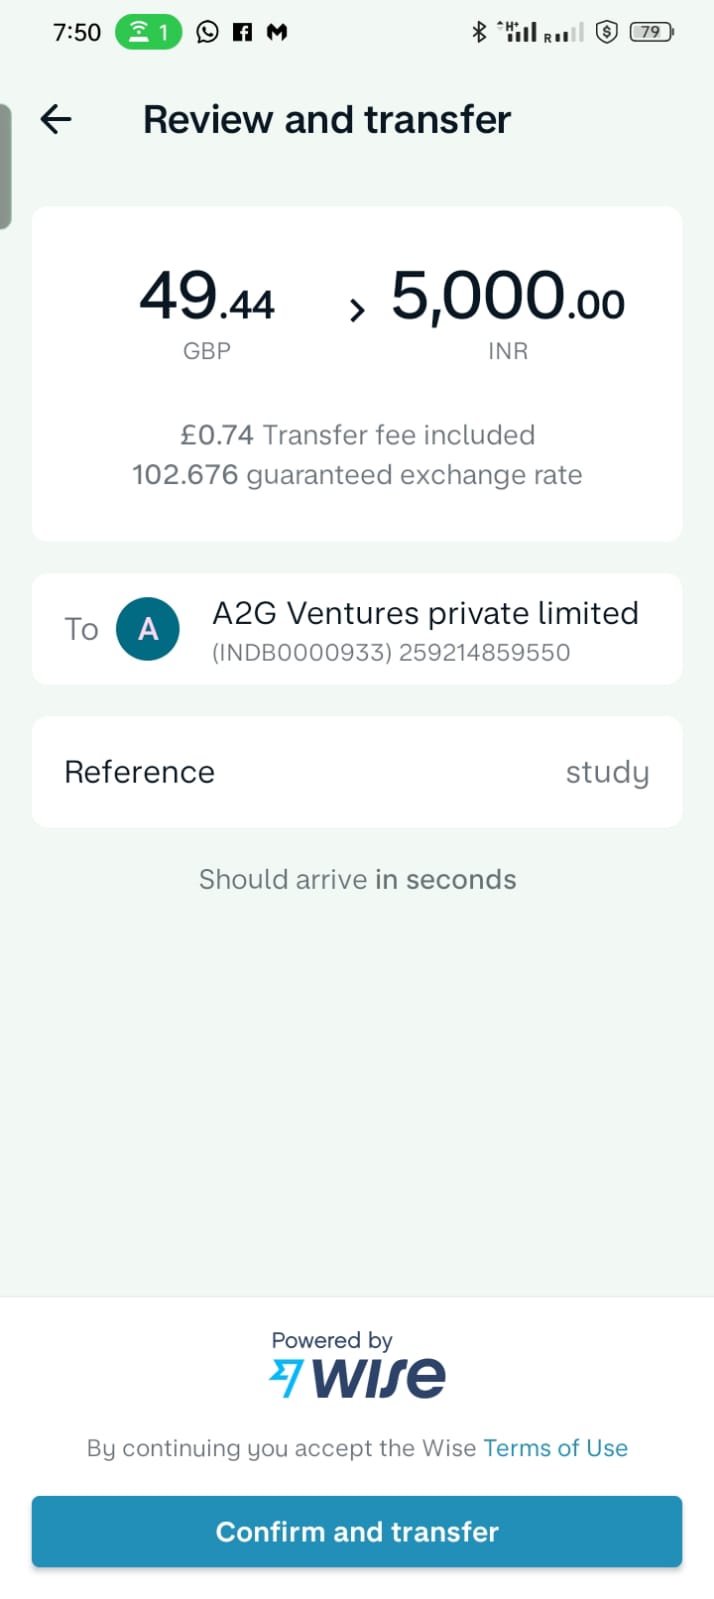 7:50 1 H+ R 79
Review and transfer
49.44 > 5,000.00
GBP INR
£0.74 Transfer fee included
102.676 guaranteed exchange rate
To A A2G Ventures private limited
(INDB0000933) 259214859550
Reference study
Should arrive in seconds
Powered by
WISE
By continuing you accept the Wise Terms of Use
Confirm and transfer